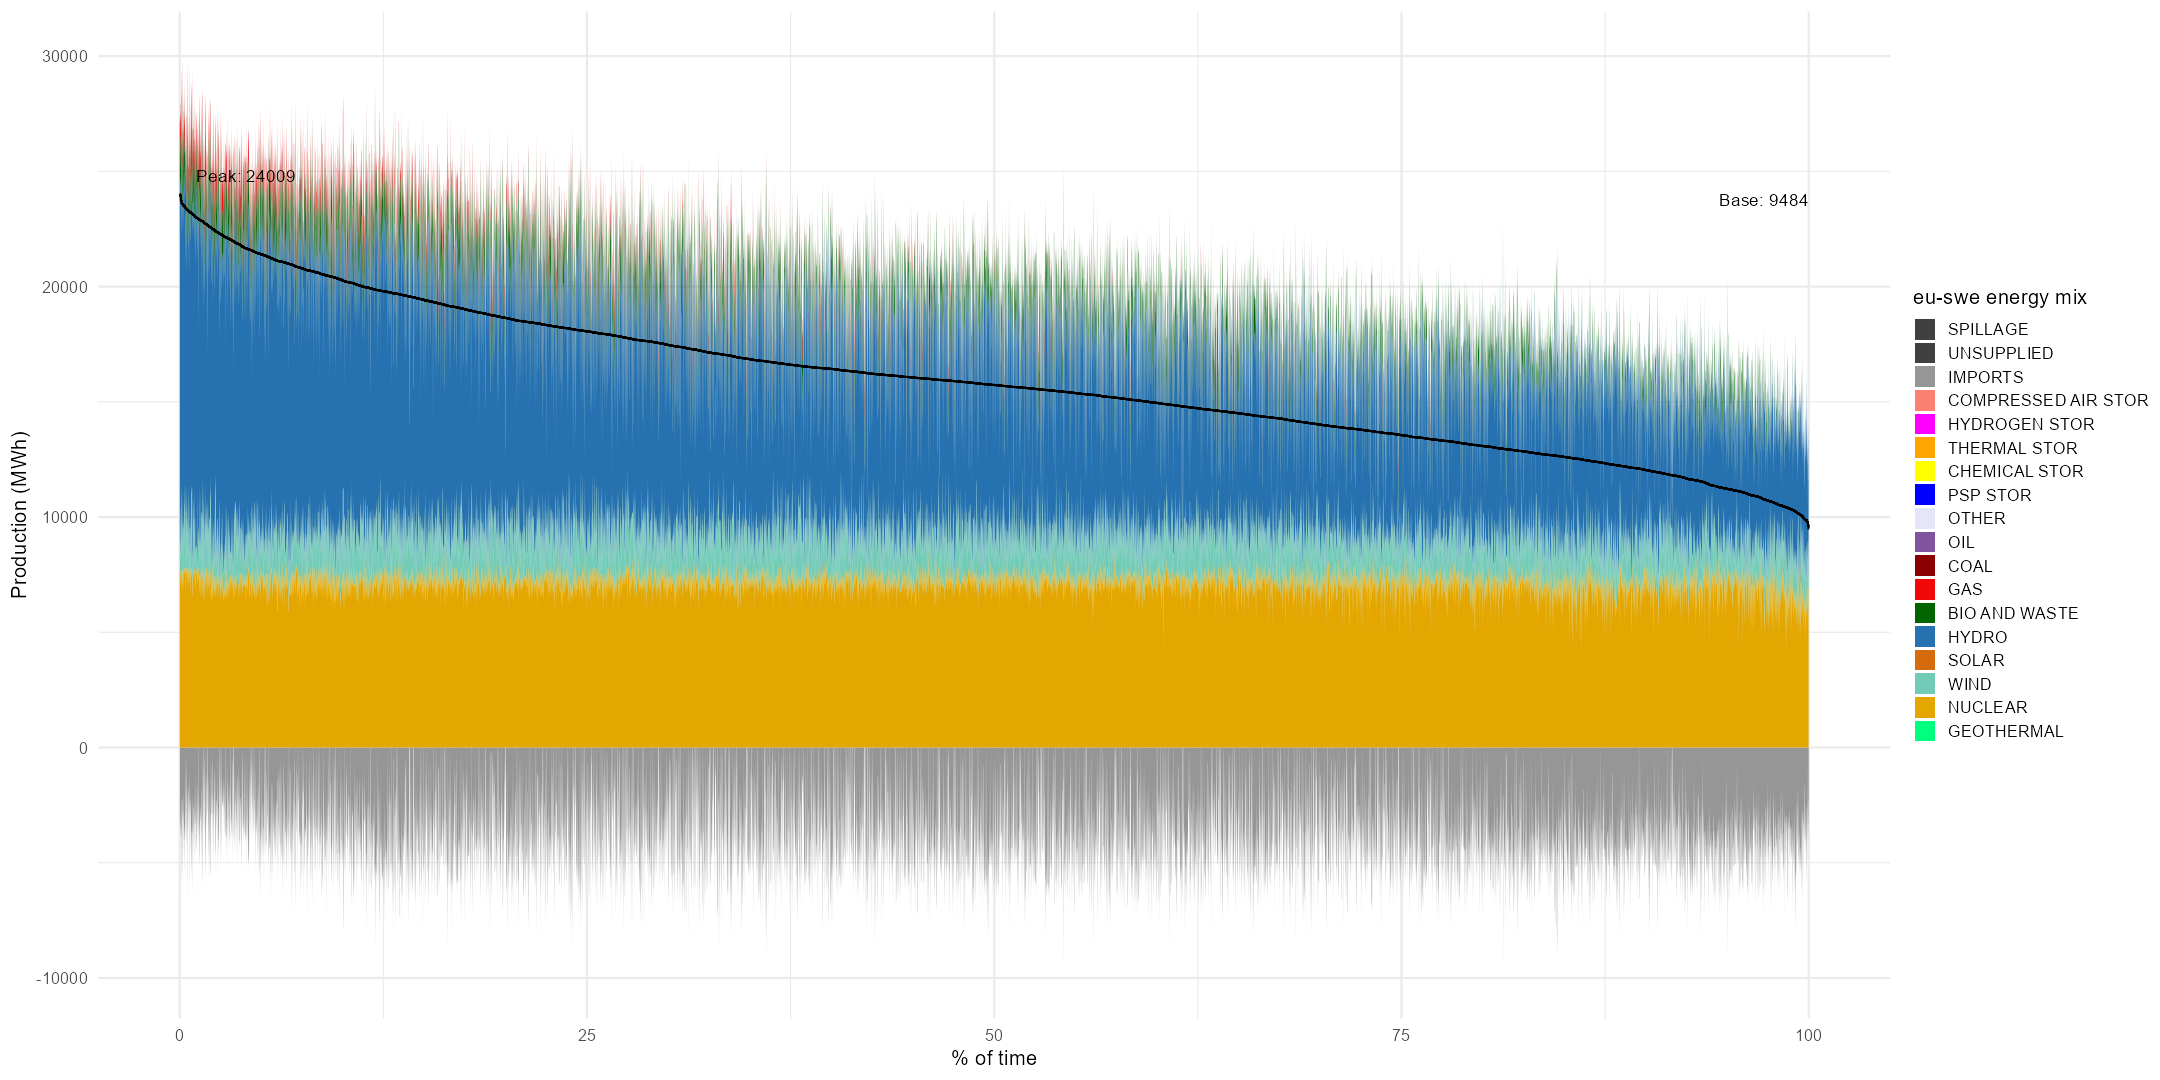 30000
20000
10000
0
-10000
Production (MWh)
Peak: 24009
Base: 9484
0
25
50
75
100
% of time
eu-swe energy mix
SPILLAGE
UNSUPPLIED
IMPORTS
COMPRESSED AIR STOR
HYDROGEN STOR
THERMAL STOR
CHEMICAL STOR
PSP STOR
OTHER
OIL
COAL
GAS
BIO AND WASTE
HYDRO
SOLAR
WIND
NUCLEAR
GEOTHERMAL